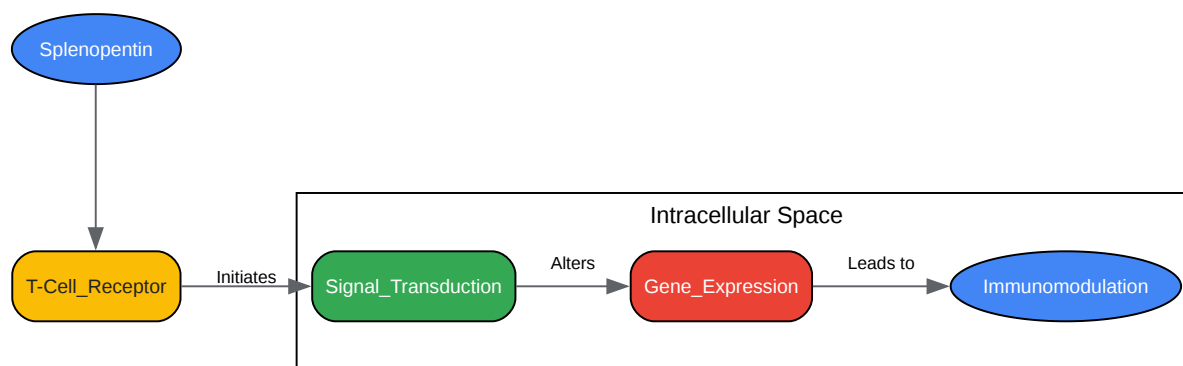 Splenopentin
Intracellular Space
T-Cell_Receptor
Initiates
Signal_Transduction
Alters
Gene_Expression
Leads to
Immunomodulation